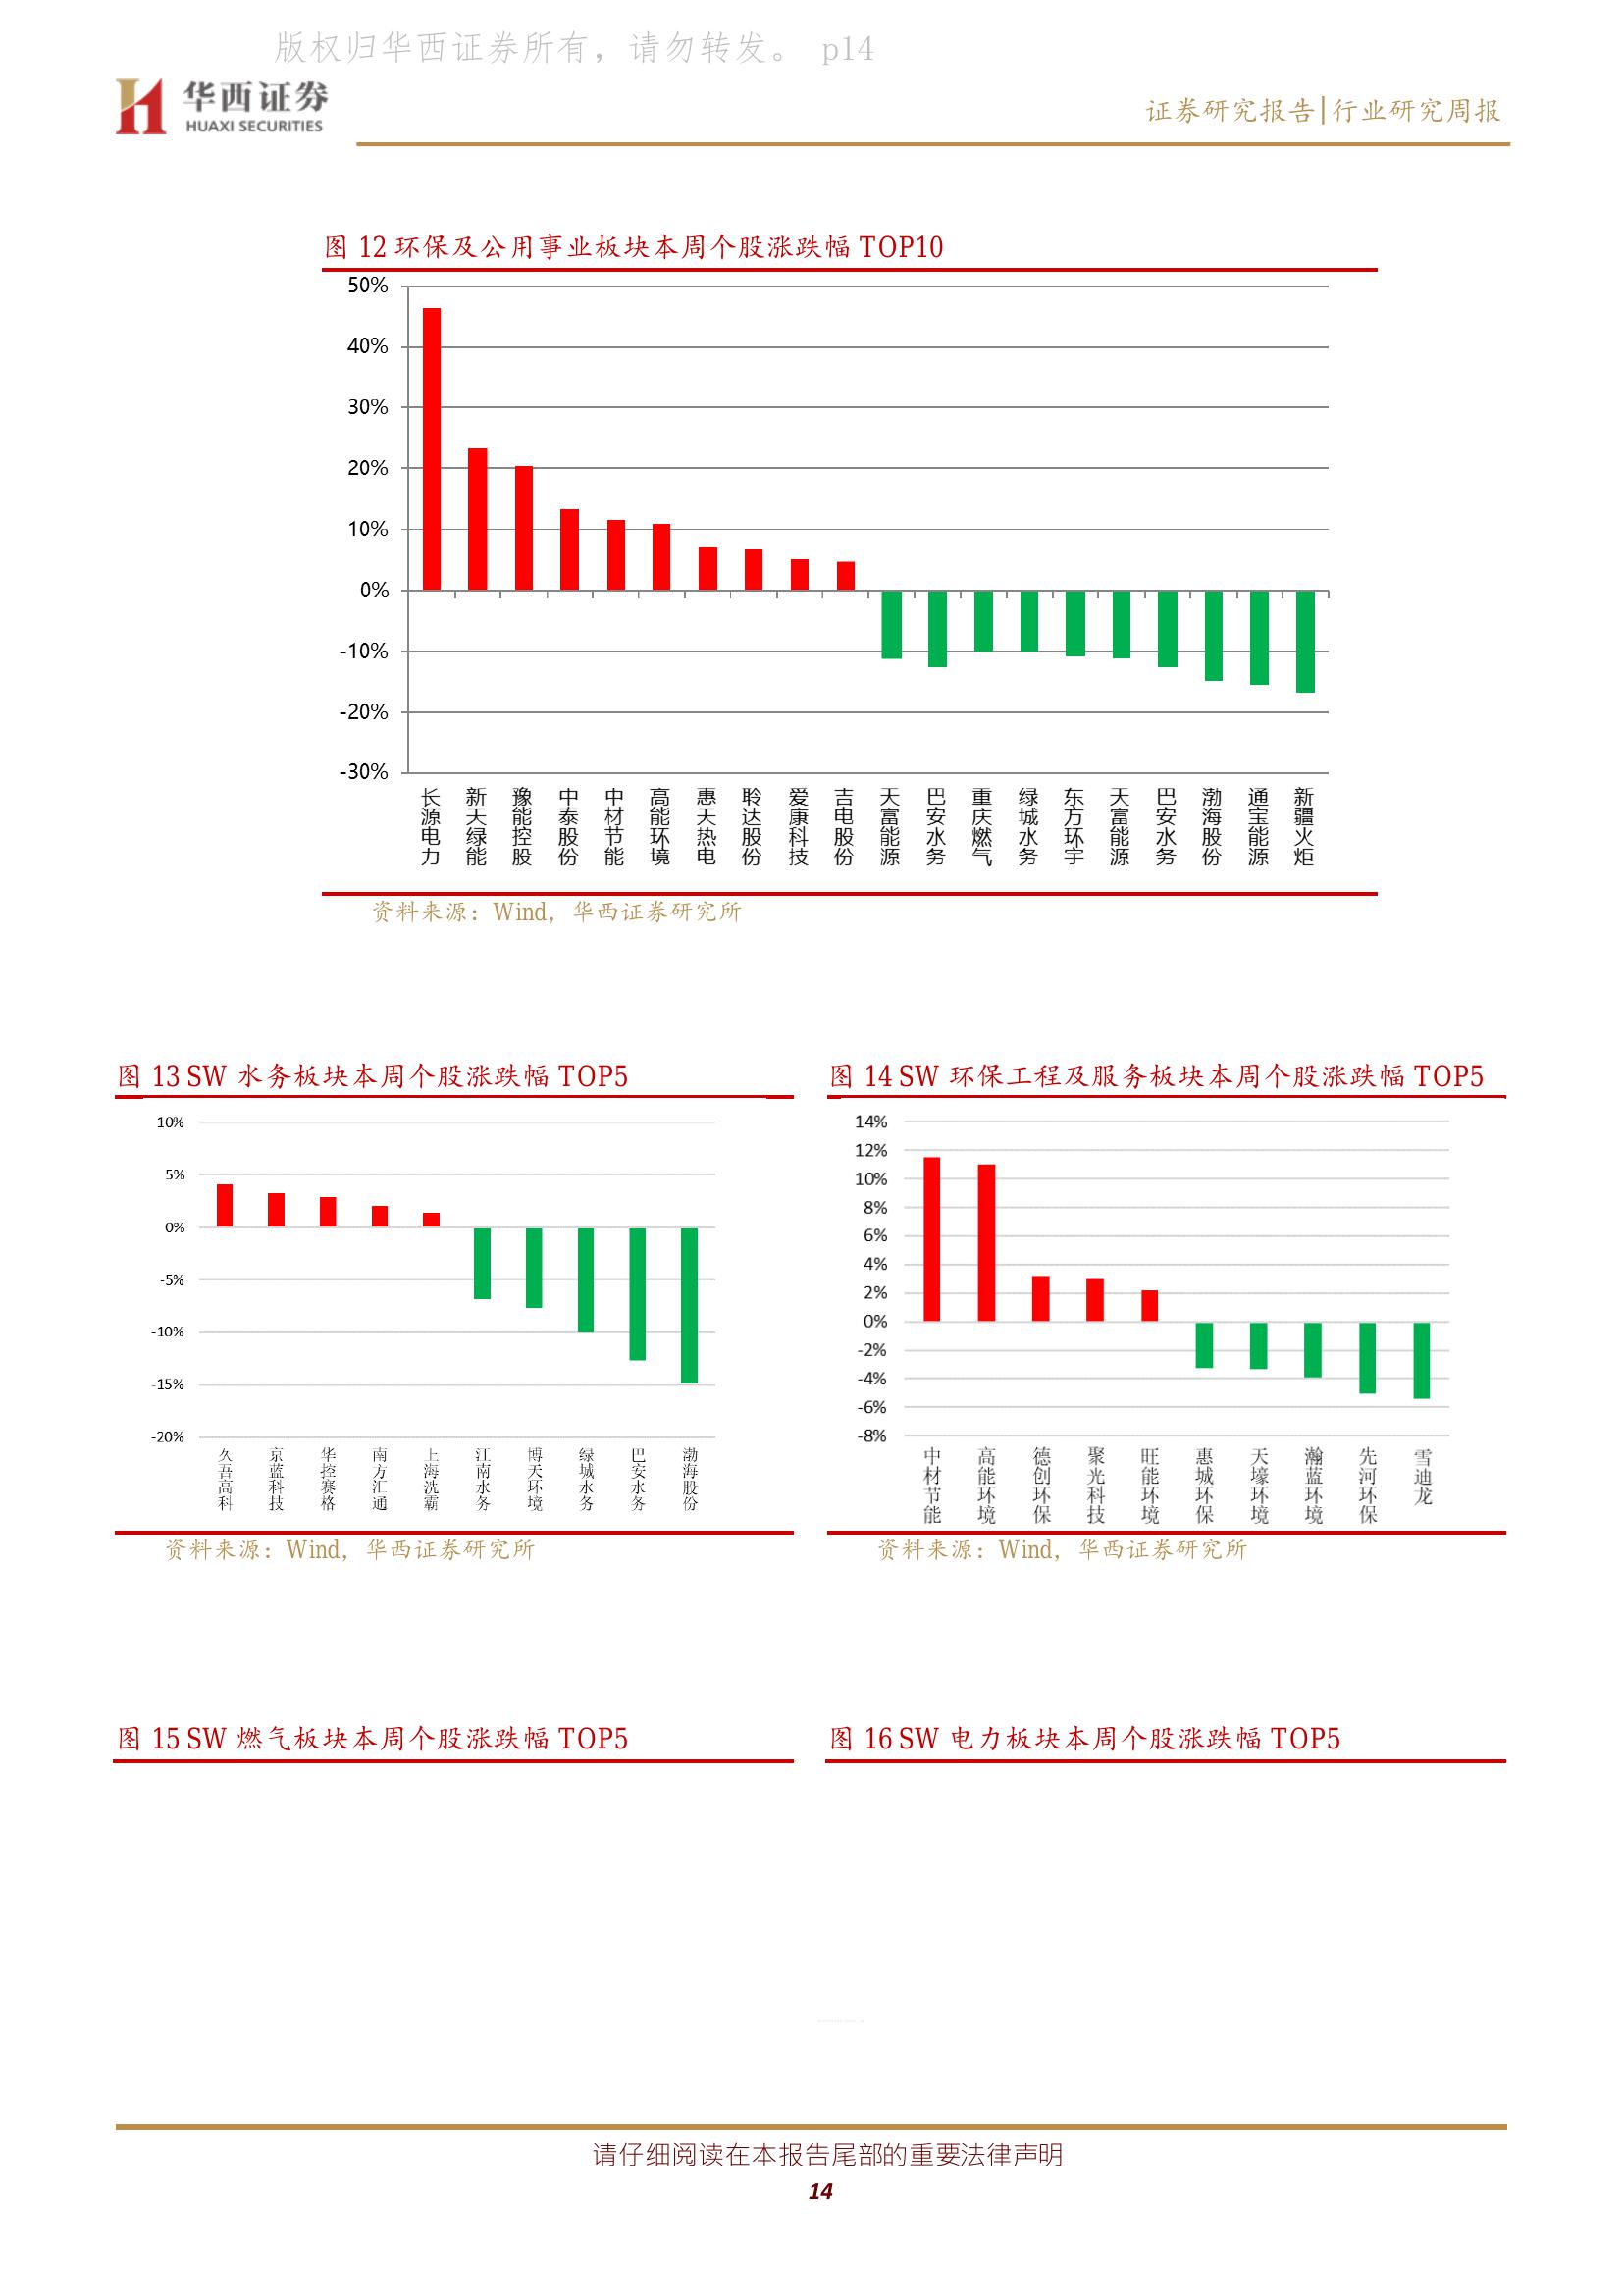 版权归华西证券所有，请勿转发。 p14
华西证券
HUAXI SECURITIES
证券研究报告|行业研究周报
图 12 环保及公用事业板块本周个股涨跌幅 TOP10
50%
40%
30%
20%
10%
0%
-10%
-20%
-30%
长源电力
新天绿能
豫能控股
中泰股份
中材节能
高能环境
惠天热电
聆达股份
爱康科技
吉电股份
天富能源
巴安水务
重庆燃气
绿城水务
东方环宇
天富能源
巴安水务
渤海股份
通宝能源
新疆火炬
资料来源：Wind，华西证券研究所
图 13 SW 水务板块本周个股涨跌幅 TOP5
10%
5%
0%
-5%
-10%
-15%
-20%
久吾高科
京蓝科技
华控赛格
南方汇通
上海洗霸
江南水务
博天环境
绿城水务
巴安水务
渤海股份
资料来源：Wind，华西证券研究所
图 14 SW 环保工程及服务板块本周个股涨跌幅 TOP5
14%
12%
10%
8%
6%
4%
2%
0%
-2%
-4%
-6%
-8%
中材节能
高能环境
德创环保
聚光科技
旺能环境
惠城环保
天壕环境
瀚蓝环境
先河环保
雪迪龙
资料来源：Wind，华西证券研究所
图 15 SW 燃气板块本周个股涨跌幅 TOP5
图 16 SW 电力板块本周个股涨跌幅 TOP5
请仔细阅读在本报告尾部的重要法律声明
14